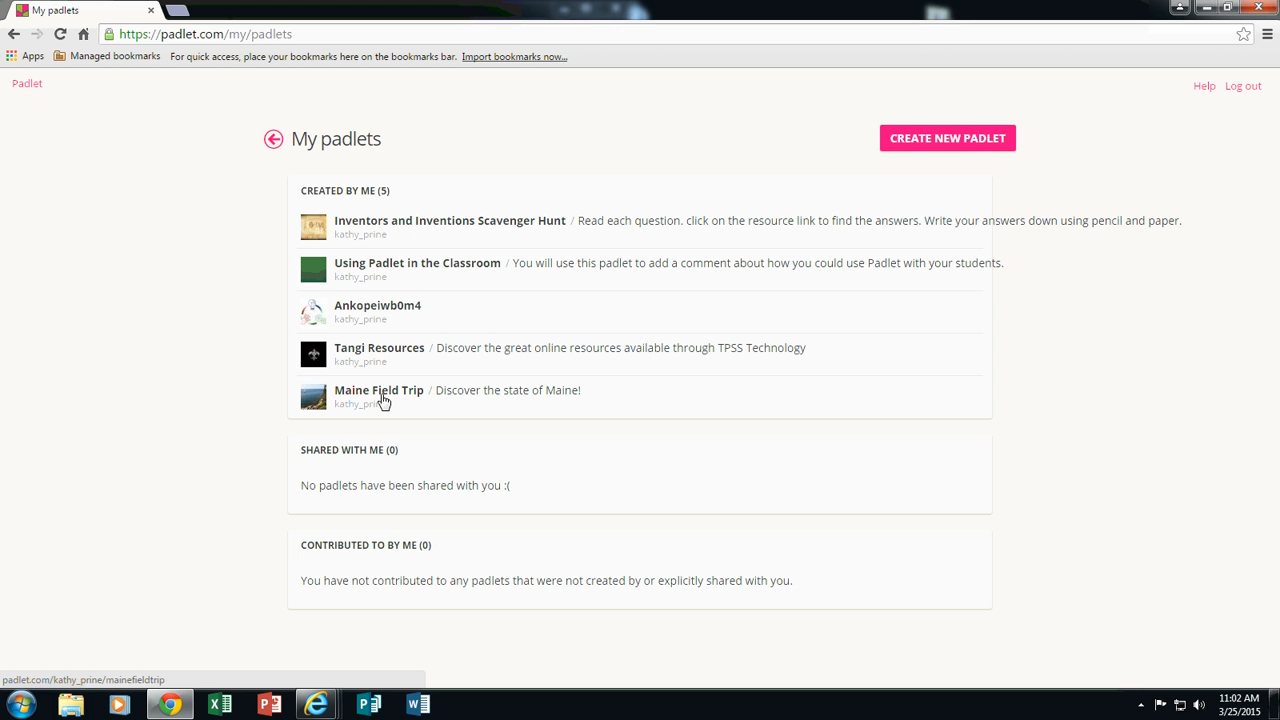 My padlets
https://padlet.com/my/padlets
Apps Managed bookmarks For quick access, place your bookmarks here on the bookmarks bar. Import bookmarks now...
Padlet Help Log out
My padlets CREATE NEW PADLET
CREATED BY ME (5)
Inventors and Inventions Scavenger Hunt / Read each question, click on the resource link to find the answers. Write your answers down using pencil and paper.
kathy_prine
Using Padlet in the Classroom / You will use this padlet to add a comment about how you could use Padlet with your students.
kathy_prine
Ankopeiwb0m4
kathy_prine
Tangi Resources / Discover the great online resources available through TPSS Technology
kathy_prine
Maine Field Trip / Discover the state of Maine!
kathy_prine
SHARED WITH ME (0)
No padlets have been shared with you :(
CONTRIBUTED TO BY ME (0)
You have not contributed to any padlets that were not created by or explicitly shared with you.
padlet.com/kathy_prine/mainefieldtrip
11:02 AM
3/25/2015